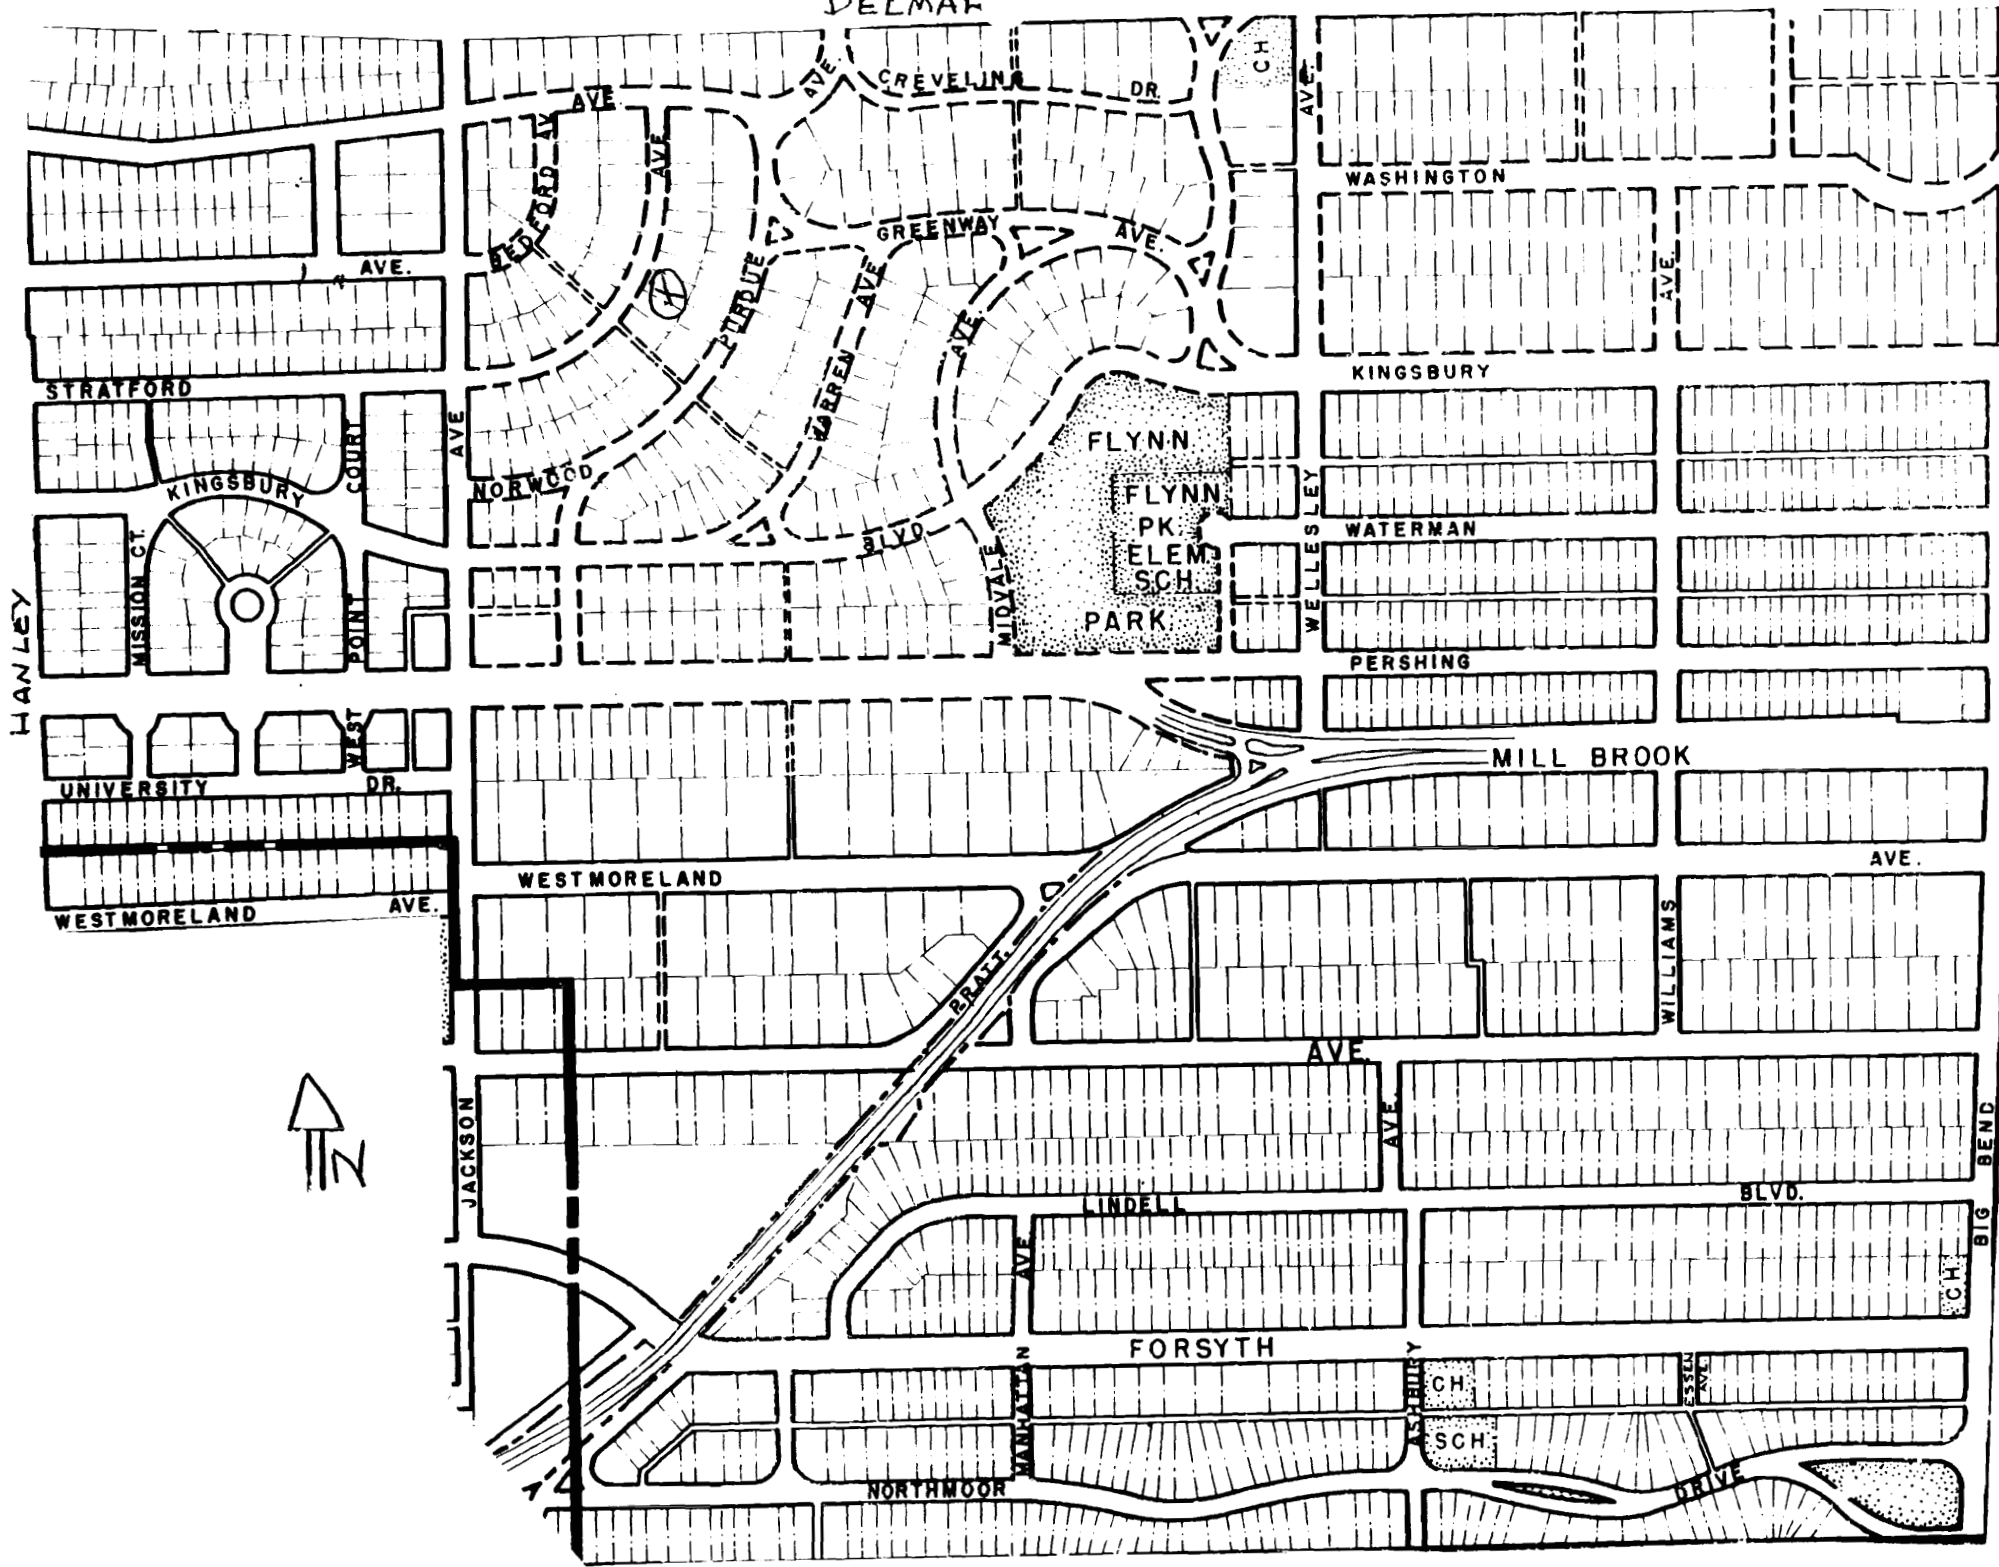 DELMAR
CH
AVE.
CREVELING
DR.
AVE.
AVE.
BEDFORD AV.
AVE.
WASHINGTON
GREENWAY
AVE.
AVE.
AVE.
PURDUE
AVE
AVE.
WARREN
KINGSBURY
STRATFORD
AVE
COURT
NORWOOD
KINGSBURY
FLYNN
FLYNN
PK.
ELEM
SCH.
PARK
WATERMAN
BLVD.
MIDVALE
WELLESLEY
MISSION CT.
HANLEY
WEST POINT
PERSHING
MILL BROOK
UNIVERSITY
DR.
WESTMORELAND
AVE.
WESTMORELAND
AVE.
WILLIAMS
PRATT.
AVE.
JACKSON
N
AVE.
BIG BEND
LINDELL
BLVD.
AVE
CH.
FORSYTH
MANHATTAN
ASHBURY
CH.
ESSEN
AVE.
SCH.
NORTHMOOR
DRIVE